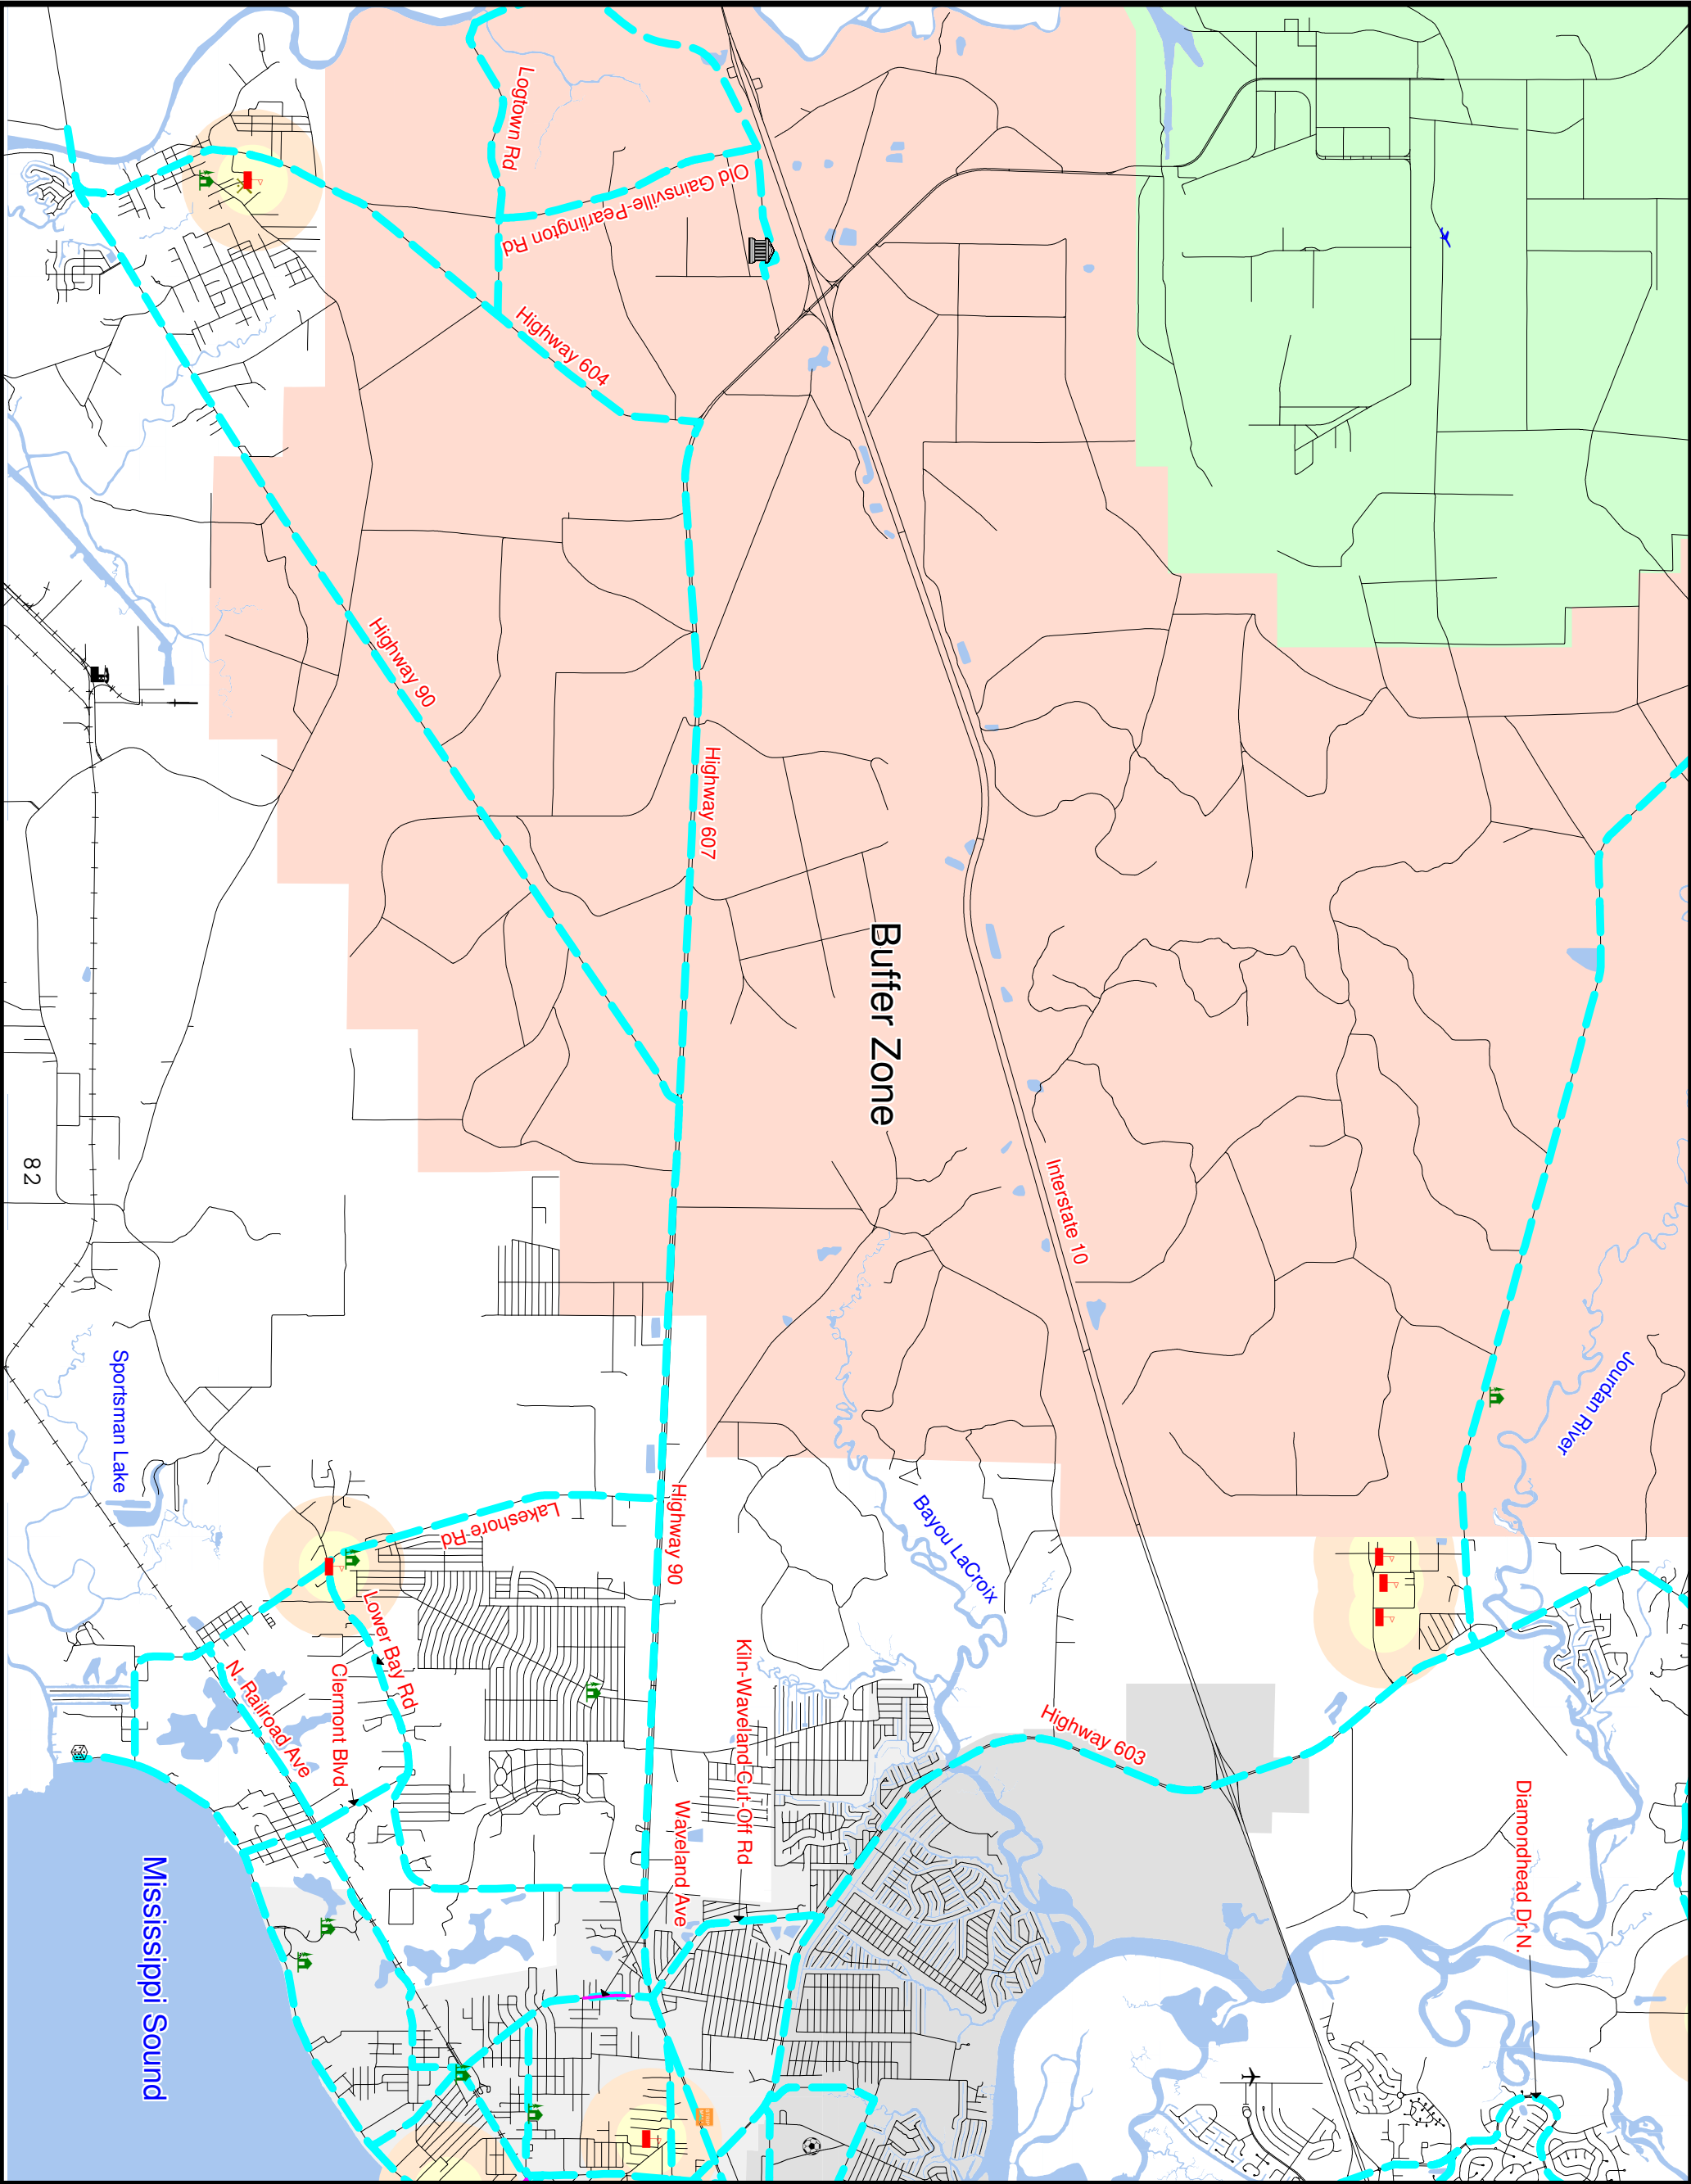 Logtown Rd
Old Gainsville-Pearlington Rd
Highway 604
Highway 90
Highway 607
Buffer Zone
Interstate 10
Jourdan River
82
Sportsman Lake
Lakeshore Rd
Highway 90
Bayou LaCroix
Lower Bay Rd
Clermont Blvd
N. Railroad Ave
Kiln-Waveland-Cut-Off Rd
Waveland Ave
Highway 603
Diamondhead Dr N.
Mississippi Sound